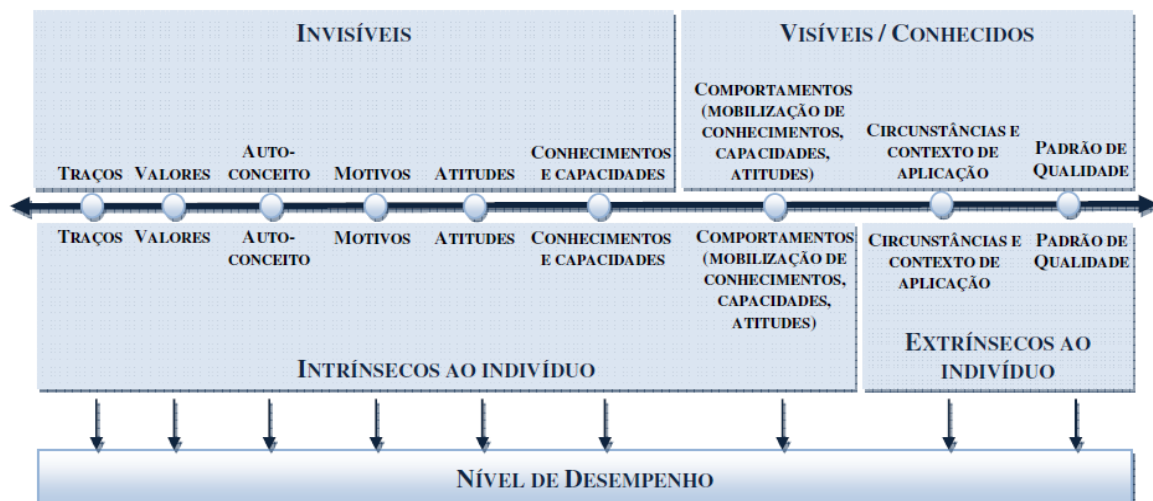 INVISÍVEIS
VISÍVEIS / CONHECIDOS
TRAÇOS
VALORES
AUTO-
CONCEITO
MOTIVOS
ATITUDES
CONHECIMENTOS
E CAPACIDADES
COMPORTAMENTOS
(MOBILIZAÇÃO DE
CONHECIMENTOS,
CAPACIDADES,
ATITUDES)
CIRCUNSTÂNCIAS E
CONTEXTO DE
APLICAÇÃO
PADRÃO DE
QUALIDADE
TRAÇOS
VALORES
AUTO-
CONCEITO
MOTIVOS
ATITUDES
CONHECIMENTOS
E CAPACIDADES
COMPORTAMENTOS
(MOBILIZAÇÃO DE
CONHECIMENTOS,
CAPACIDADES,
ATITUDES)
CIRCUNSTÂNCIAS E
CONTEXTO DE
APLICAÇÃO
PADRÃO DE
QUALIDADE
INTRÍNSECOS AO INDIVÍDUO
EXTRÍNSECOS AO
INDIVÍDUO
NÍVEL DE DESEMPENHO